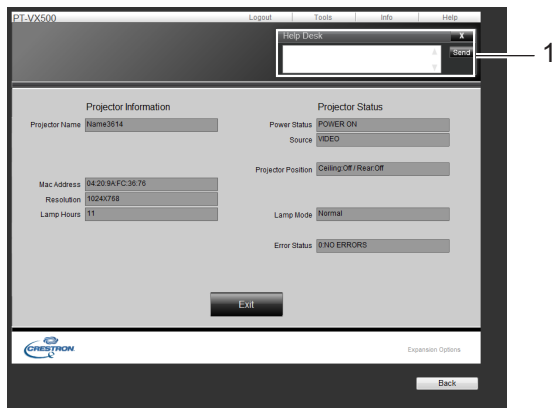 PT-VX500 Logout Tools Info Help
Help Desk X
Send
1
Projector Information Projector Status
Projector Name Name3614 Power Status POWER ON
Source VIDEO
Projector Position Ceiling:Off / Rear:Off
Mac Address 04:20:9A:FC:36:76
Resolution 1024X768
Lamp Hours 11 Lamp Mode Normal
Error Status 0:NO ERRORS
Exit
CRESTRON Expansion Options
Back